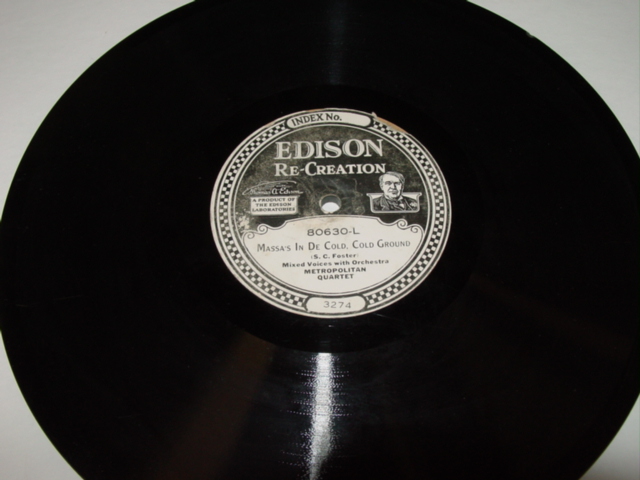 INDEX No.
EDISON
RE-CREATION
Thomas A. Edison
A PRODUCT OF
THE EDISON
LABORATORIES
80630-L
MASSA'S IN DE COLD, COLD GROUND
(S. C. Foster)
Mixed Voices with Orchestra
METROPOLITAN
QUARTET
3274